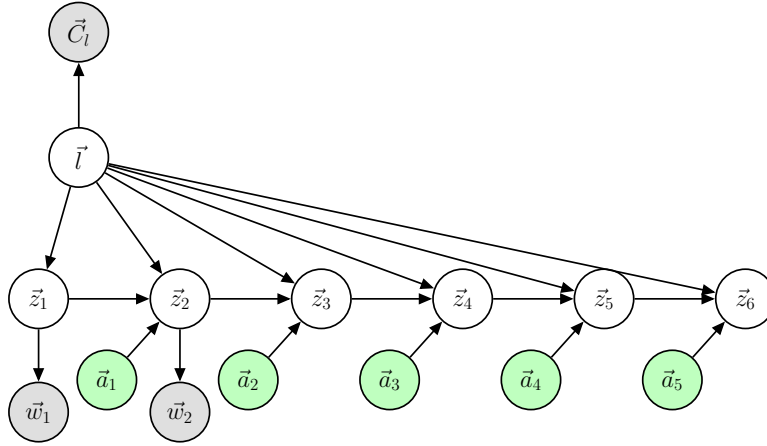 C⃗_l
l⃗
z⃗_1 z⃗_2 z⃗_3 z⃗_4 z⃗_5 z⃗_6
a⃗_1 a⃗_2 a⃗_3 a⃗_4 a⃗_5
w⃗_1 w⃗_2